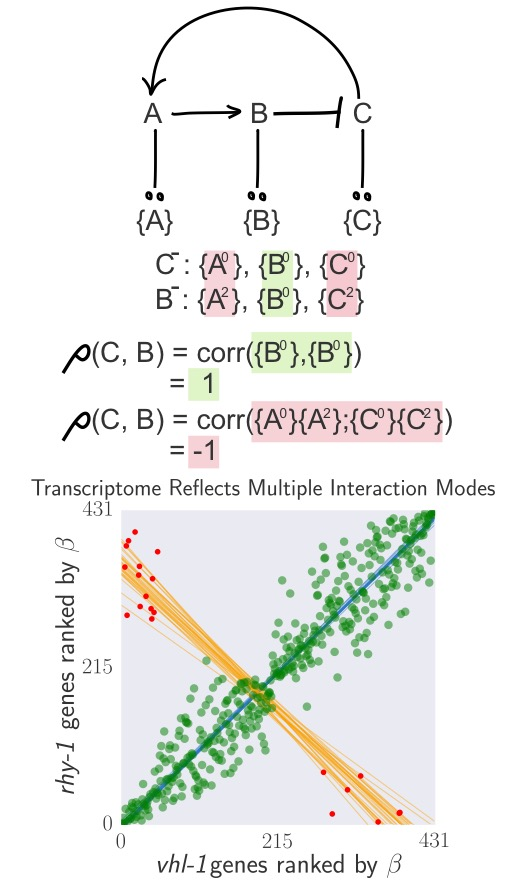 A B C
{A} {B} {C}
C⁻: {A⁰}, {B⁰}, {C⁰}
B⁻: {A²}, {B⁰}, {C²}
ρ(C, B) = corr({B⁰},{B⁰})
= 1
ρ(C, B) = corr({A⁰}{A²};{C⁰}{C²})
= -1
Transcriptome Reflects Multiple Interaction Modes
431
215
0
rhy-1 genes ranked by β
0 215 431
vhl-1genes ranked by β